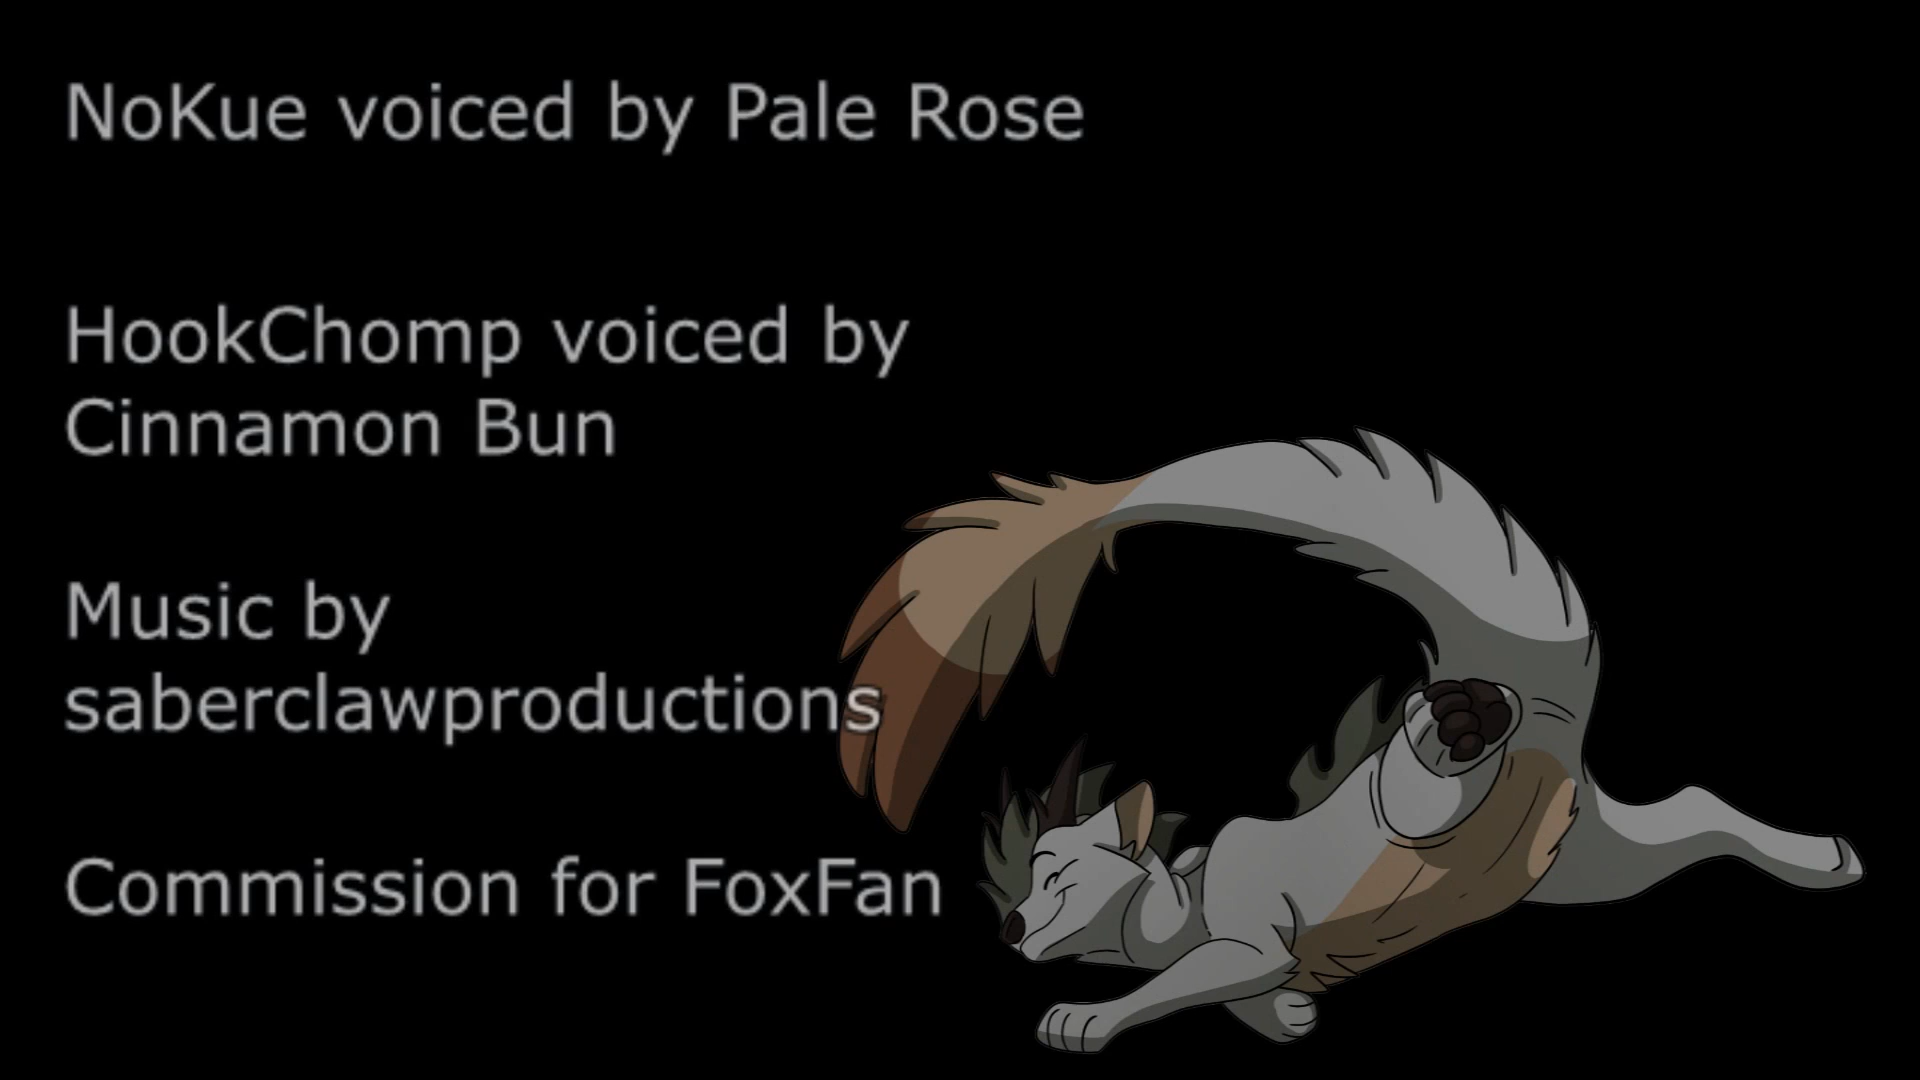 NoKue voiced by Pale Rose
HookChomp voiced by
Cinnamon Bun
Music by
saberclawproductions
Commission for FoxFan